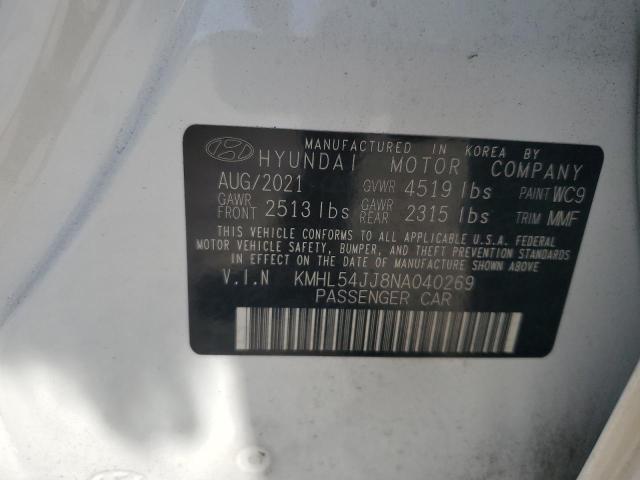 MANUFACTURED IN KOREA BY
HYUNDAI MOTOR COMPANY
AUG/2021 GVWR 4519 lbs PAINT WC9
GAWR FRONT 2513 lbs GAWR REAR 2315 lbs TRIM MMF
THIS VEHICLE CONFORMS TO ALL APPLICABLE U.S.A. FEDERAL
MOTOR VEHICLE SAFETY, BUMPER, AND THEFT PREVENTION STANDARDS
IN EFFECT ON THE DATE OF MANUFACTURE SHOWN ABOVE.
V.I.N KMHL54JJ8NA040269
PASSENGER CAR